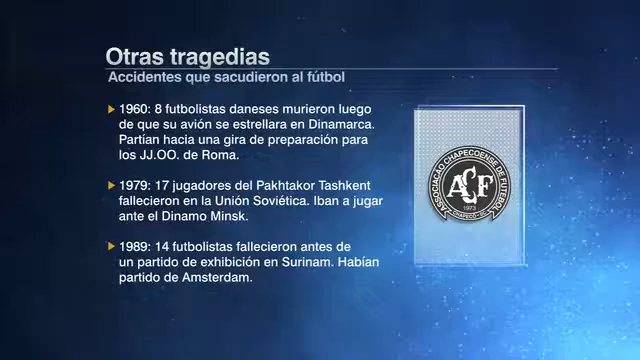 Otras tragedias
Accidentes que sacudieron al fútbol
1960: 8 futbolistas daneses murieron luego
de que su avión se estrellara en Dinamarca.
Partían hacia una gira de preparación para
los JJ.OO. de Roma.
1979: 17 jugadores del Pakhtakor Tashkent
fallecieron en la Unión Soviética. Iban a jugar
ante el Dinamo Minsk.
1989: 14 futbolistas fallecieron antes de
un partido de exhibición en Surinam. Habían
partido de Amsterdam.
ASSOCIAÇÃO CHAPECOENSE DE FUTEBOL
ACF
1973
CHAPECÓ - SC